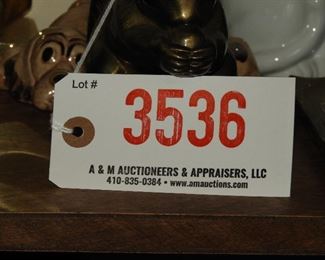 Lot #
3536
A & M AUCTIONEERS & APPRAISERS, LLC
410-835-0384 • www.amauctions.com